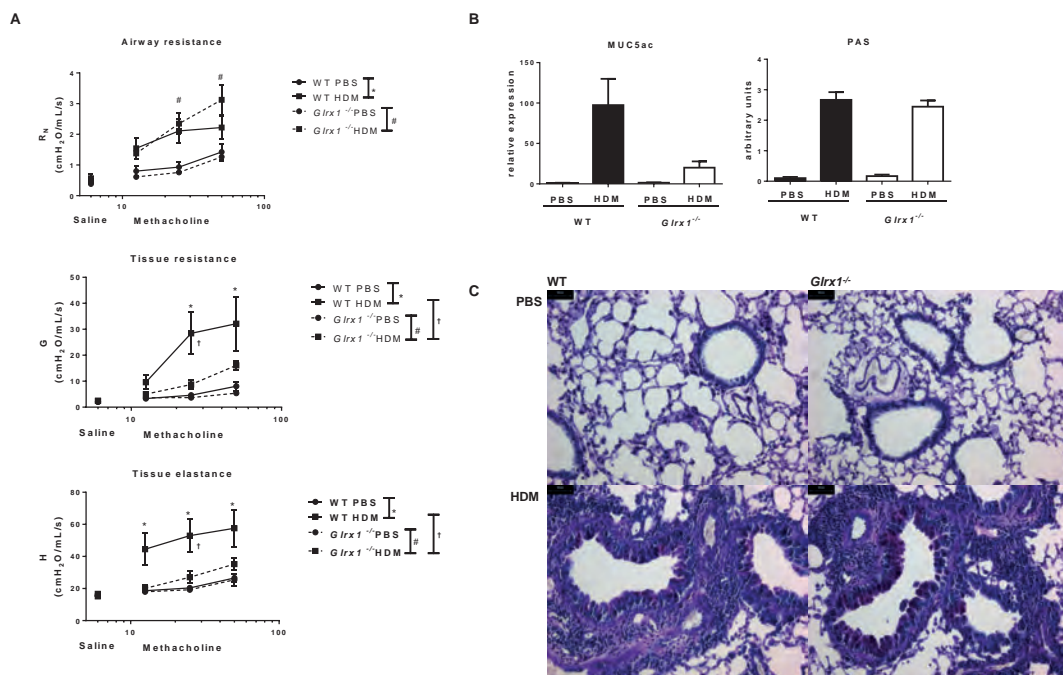 A
Airway resistance
4
3
2
1
0
R_N
(cmH₂O/mL/s)
#
#
10
100
Saline
Methacholine
WT PBS
WT HDM
Glrx1 ⁻/⁻PBS
Glrx1 ⁻/⁻HDM
*
#
Tissue resistance
50
40
30
20
10
0
G
(cmH₂O/mL/s)
*
*
†
10
100
Saline
Methacholine
WT PBS
WT HDM
Glrx1 ⁻/⁻PBS
Glrx1 ⁻/⁻HDM
*
#
†
Tissue elastance
80
60
40
20
0
H
(cmH₂O/mL/s)
*
*
*
†
10
100
Saline
Methacholine
WT PBS
WT HDM
Glrx1 ⁻/⁻PBS
Glrx1 ⁻/⁻HDM
*
#
†
B
MUC5ac
150
100
50
0
relative expression
PBS
HDM
PBS
HDM
WT
Glrx1⁻/⁻
PAS
4
3
2
1
0
arbitrary units
PBS
HDM
PBS
HDM
WT
Glrx1⁻/⁻
C
WT
Glrx1⁻/⁻
PBS
HDM